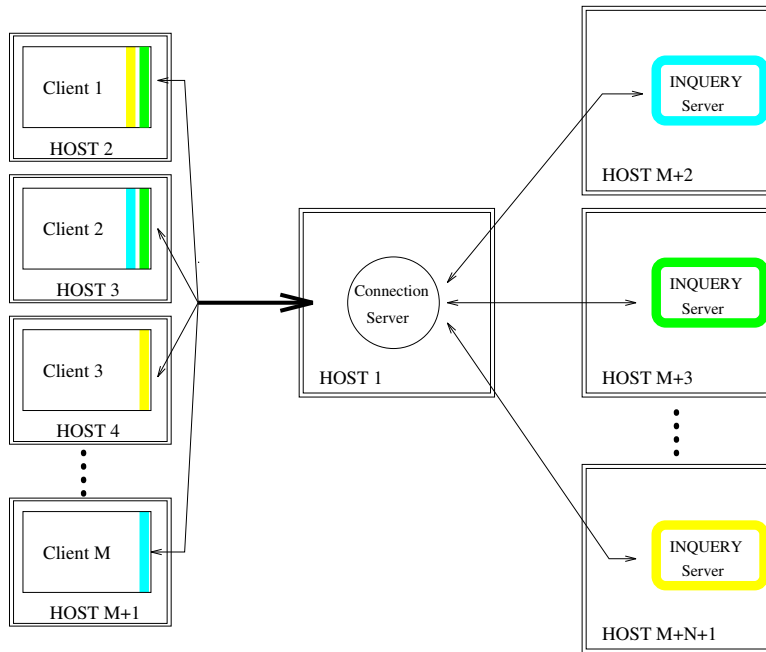 Client 1
HOST 2
Client 2
HOST 3
Client 3
HOST 4
Client M
HOST M+1
Connection
Server
HOST 1
INQUERY
Server
HOST M+2
INQUERY
Server
HOST M+3
INQUERY
Server
HOST M+N+1